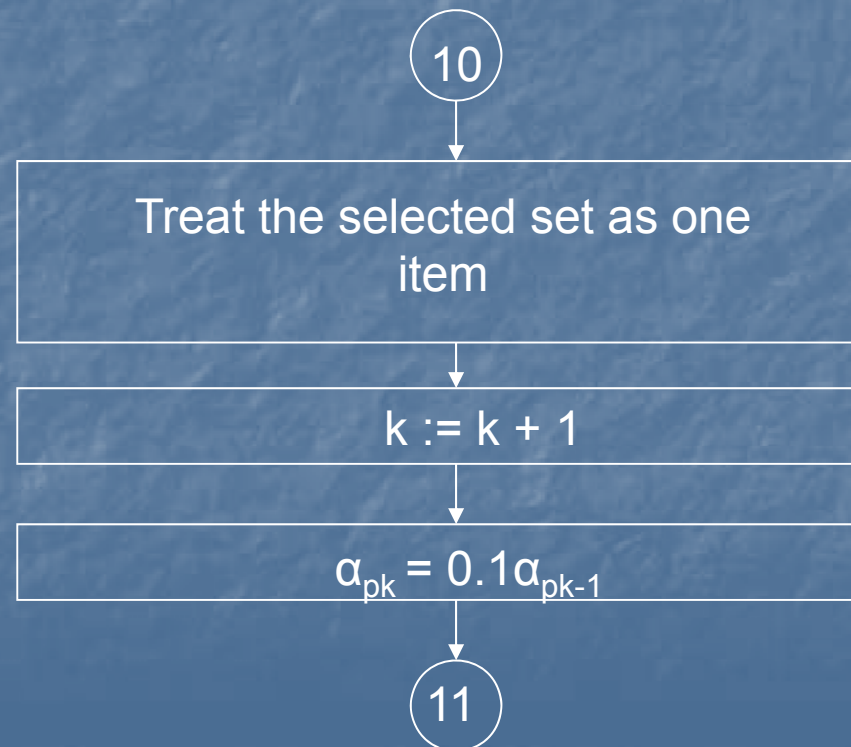 10
Treat the selected set as one
item
k := k + 1
αpk = 0.1αpk-1
11